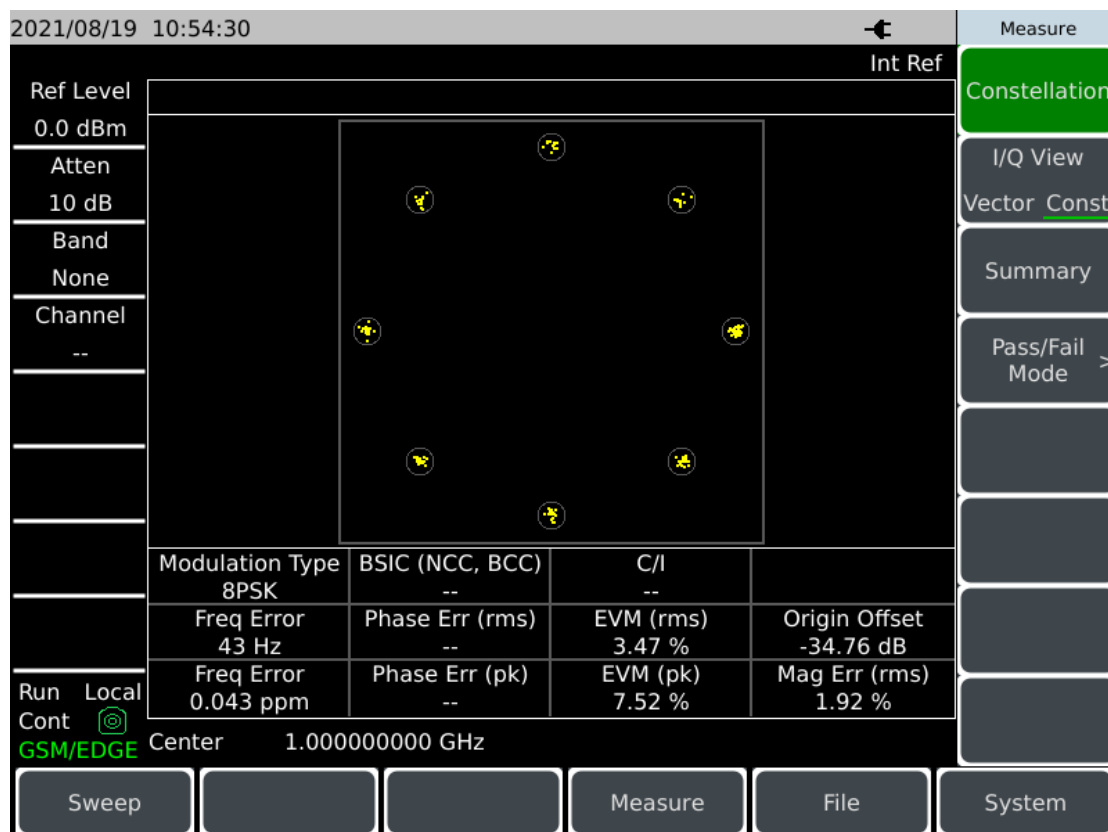 2021/08/19 10:54:30
Measure
Int Ref
Ref Level
0.0 dBm
Atten
10 dB
Band
None
Channel
--
Constellation
I/Q View
Vector Const
Summary
Pass/Fail
Mode >
Modulation Type BSIC (NCC, BCC) C/I
8PSK -- --
Freq Error Phase Err (rms) EVM (rms) Origin Offset
43 Hz -- 3.47 % -34.76 dB
Freq Error Phase Err (pk) EVM (pk) Mag Err (rms)
0.043 ppm -- 7.52 % 1.92 %
Run Local
Cont
GSM/EDGE
Center 1.000000000 GHz
Sweep
Measure
File
System